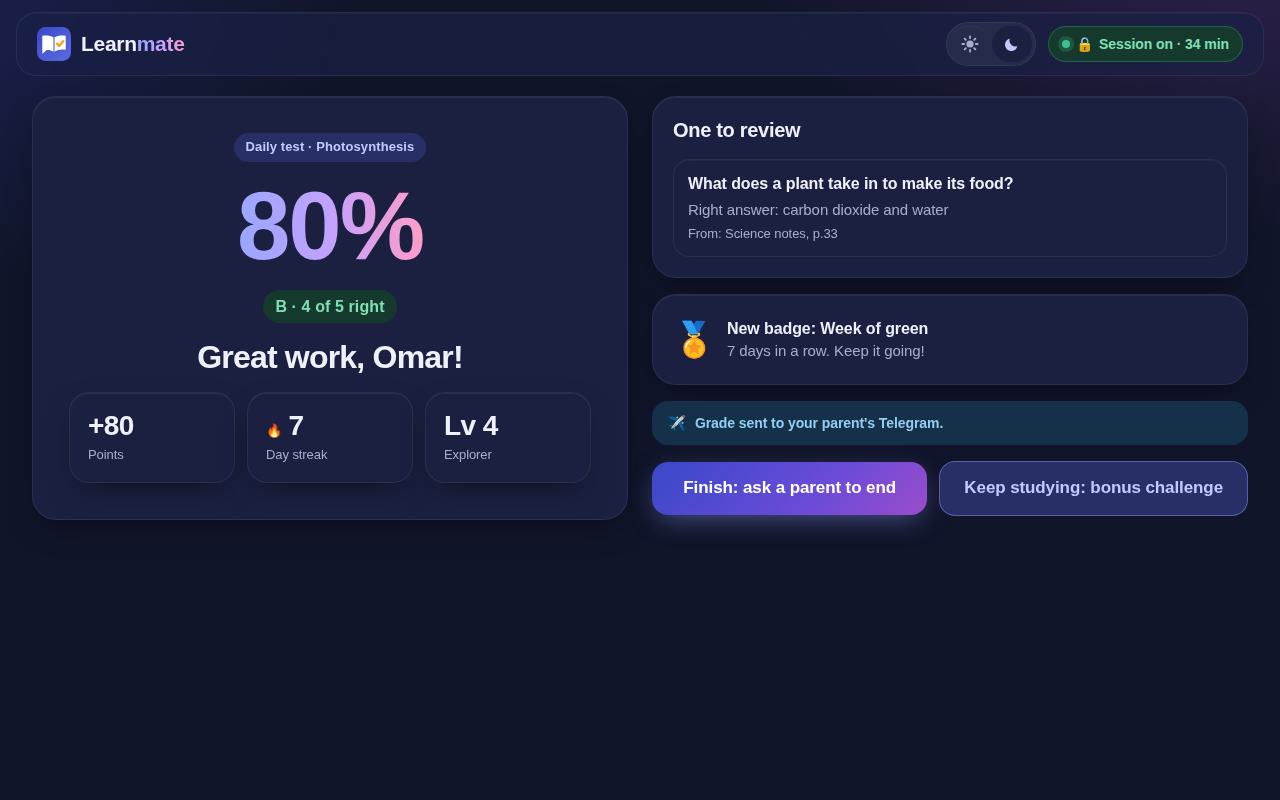 Learnmate
Session on · 34 min
Daily test · Photosynthesis
80%
B · 4 of 5 right
Great work, Omar!
+80
Points
7
Day streak
Lv 4
Explorer
One to review
What does a plant take in to make its food?
Right answer: carbon dioxide and water
From: Science notes, p.33
New badge: Week of green
7 days in a row. Keep it going!
Grade sent to your parent's Telegram.
Finish: ask a parent to end
Keep studying: bonus challenge